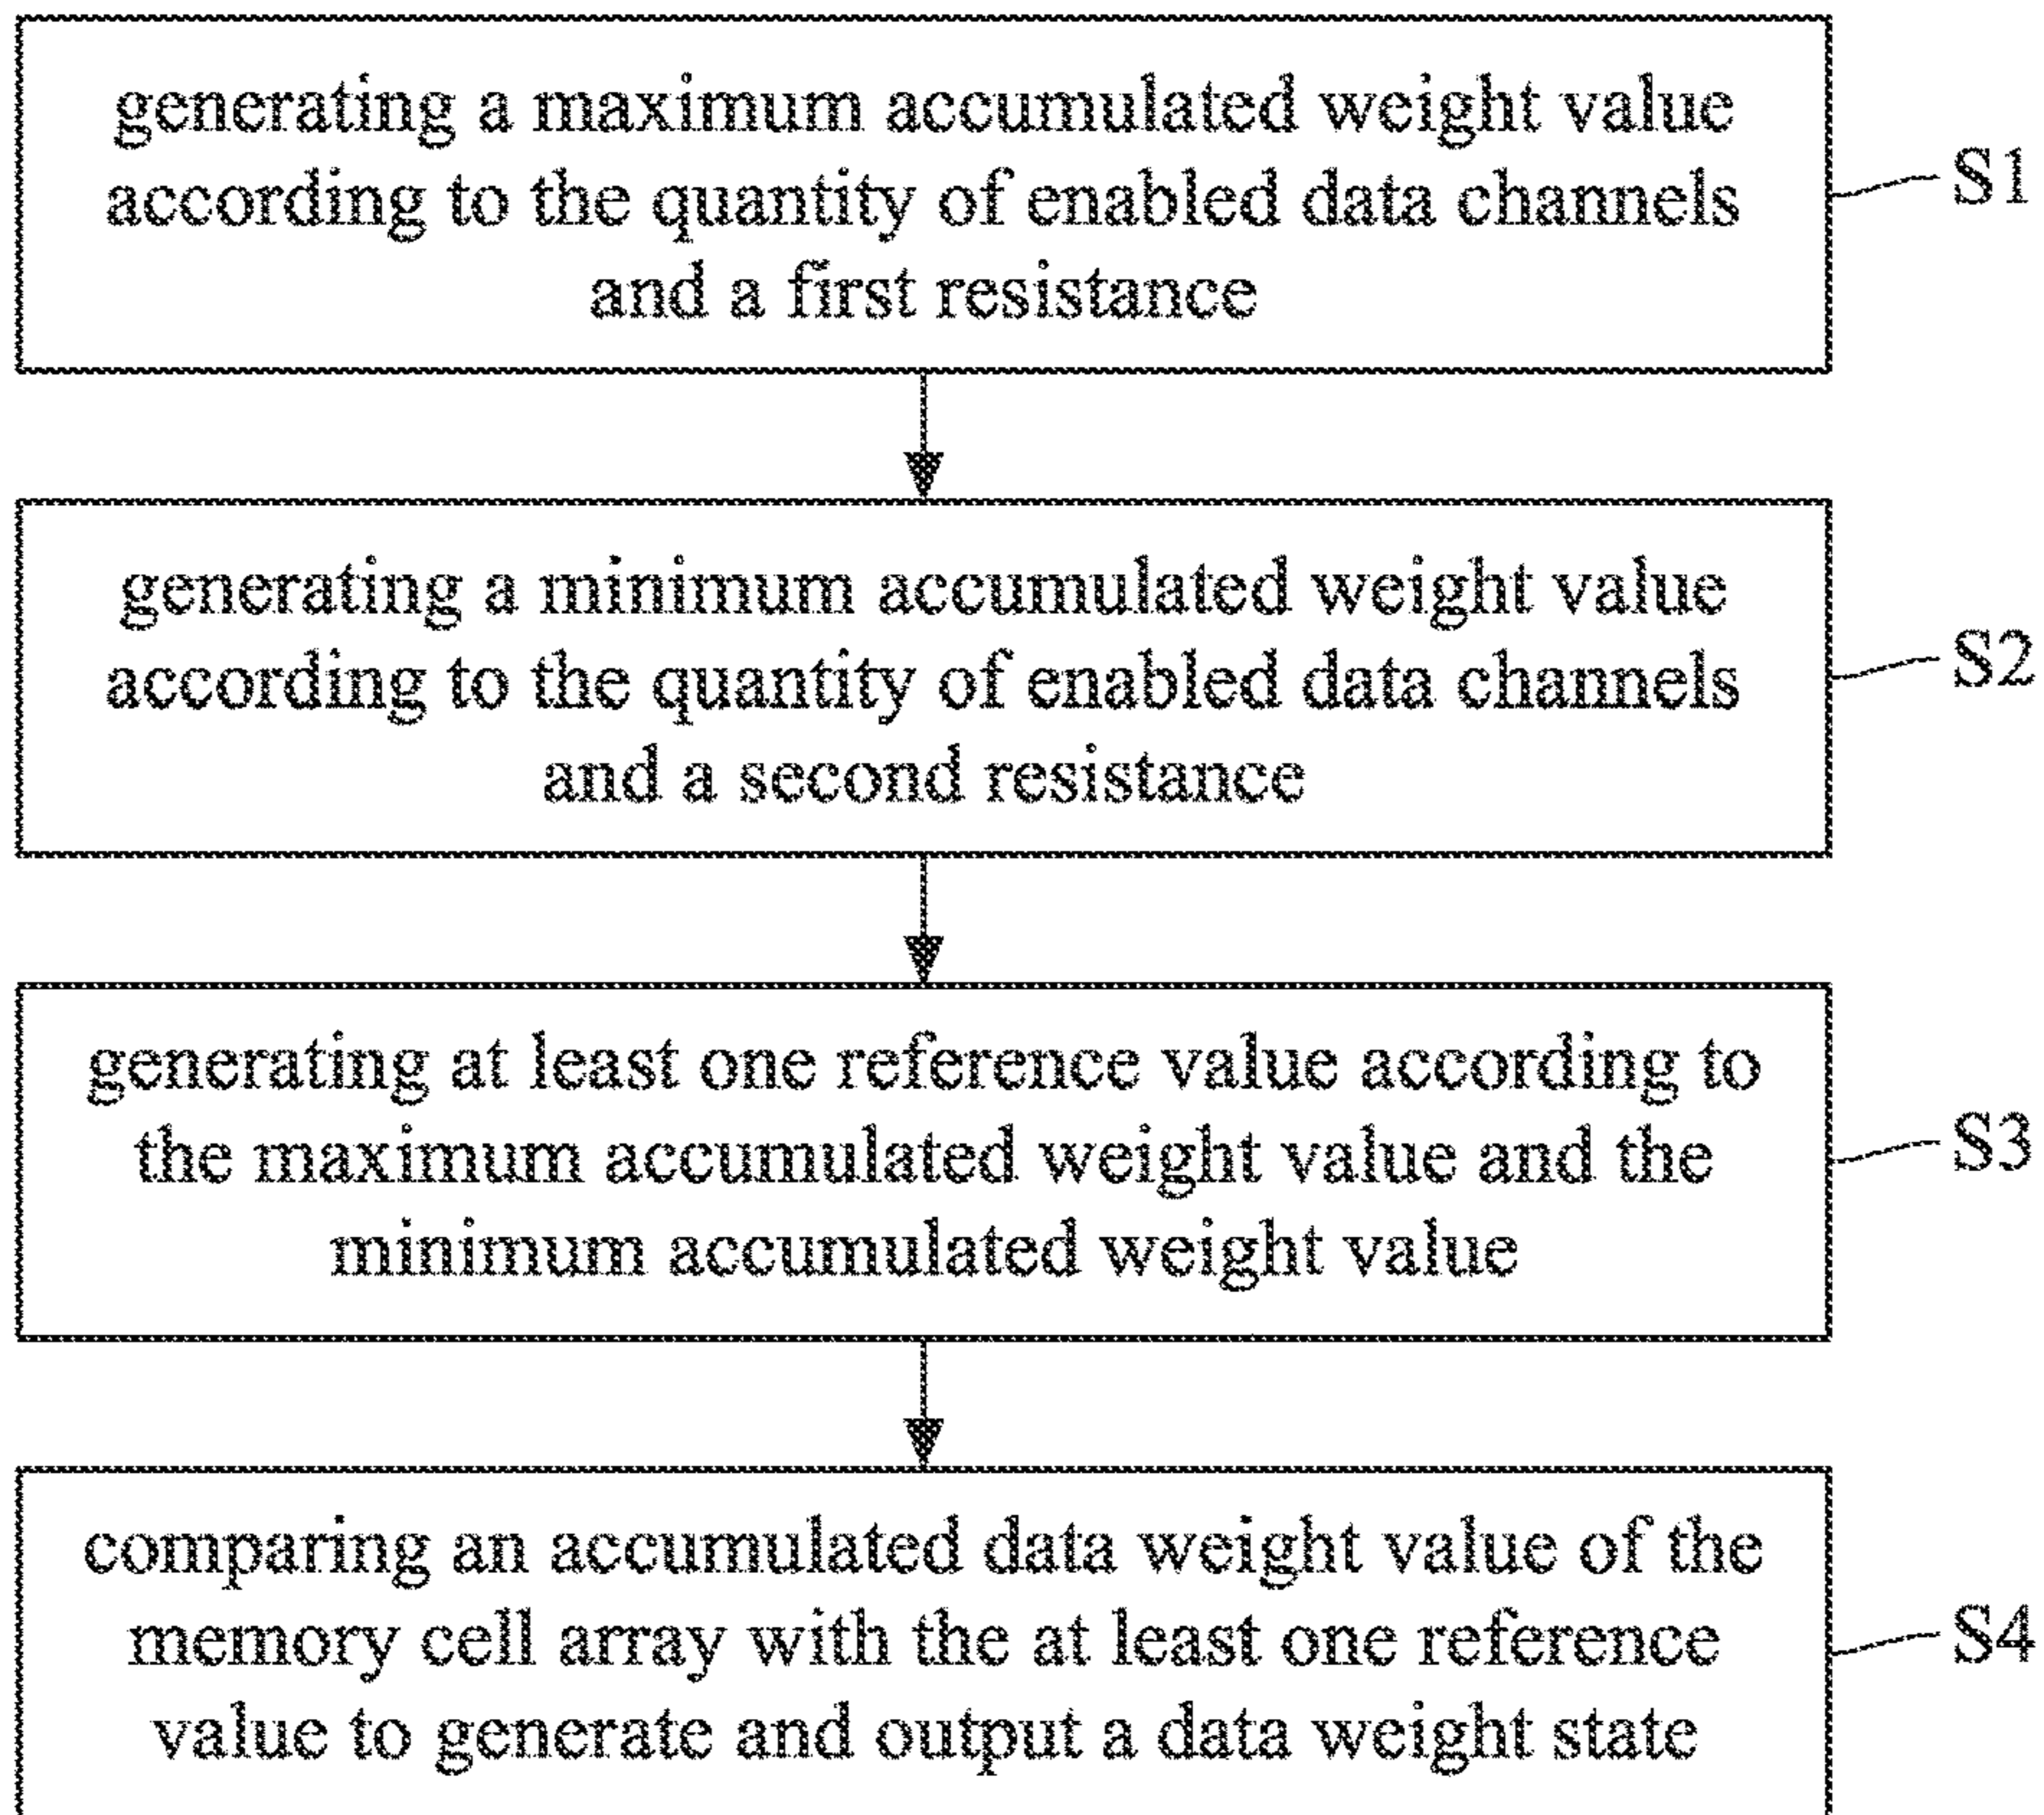 generating a maximum accumulated weight value
according to the quantity of enabled data channels
and a first resistance
S1
generating a minimum accumulated weight value
according to the quantity of enabled data channels
and a second resistance
S2
generating at least one reference value according to
the maximum accumulated weight value and the
minimum accumulated weight value
S3
comparing an accumulated data weight value of the
memory cell array with the at least one reference
value to generate and output a data weight state
S4